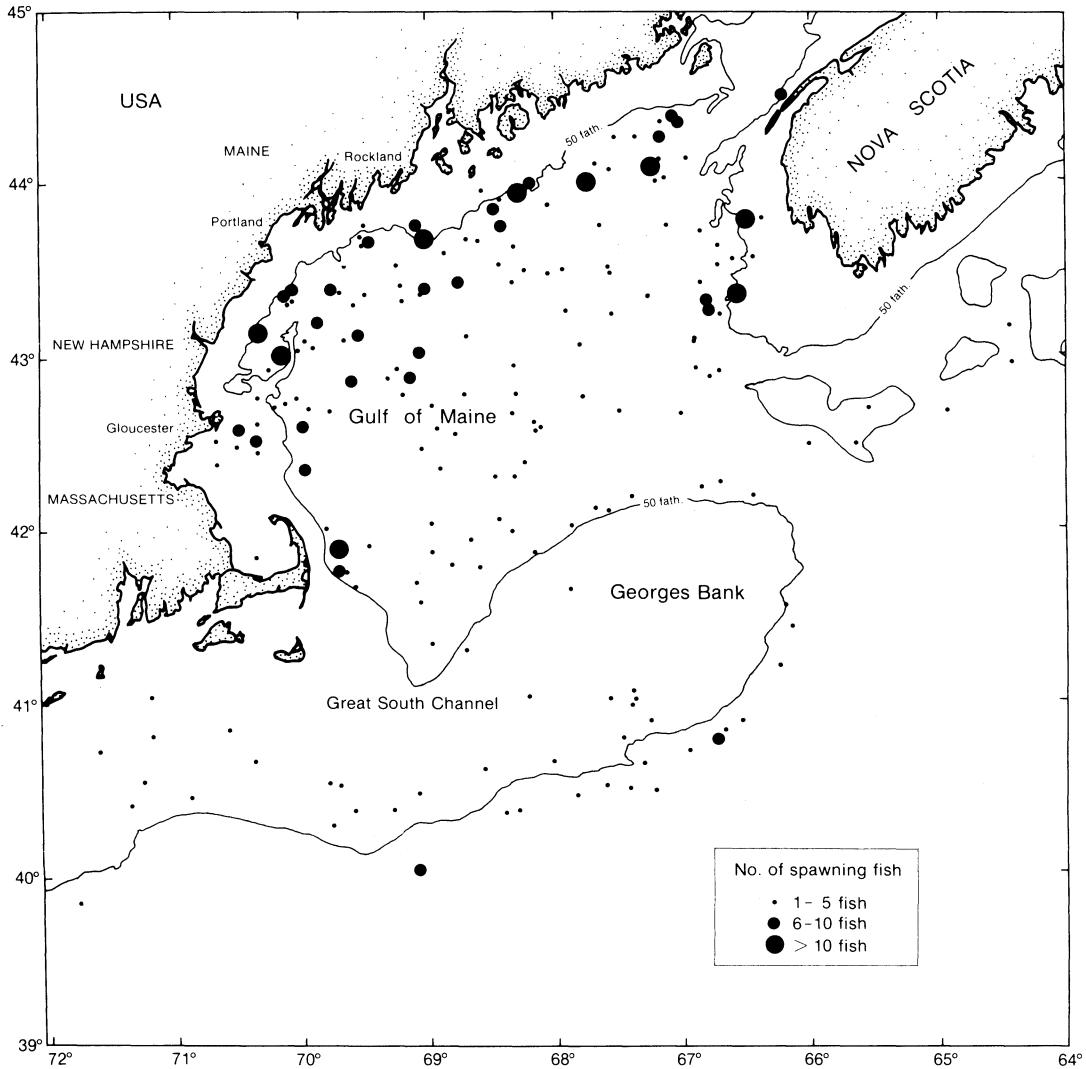 45°
USA
MAINE
Rockland
50 fath.
NOVA SCOTIA
44°
Portland
50 fath.
NEW HAMPSHIRE
43°
Gulf of Maine
Gloucester
MASSACHUSETTS
50 fath.
42°
Georges Bank
41°
Great South Channel
No. of spawning fish
1 - 5 fish
6 - 10 fish
> 10 fish
40°
39°
72° 71° 70° 69° 68° 67° 66° 65° 64°